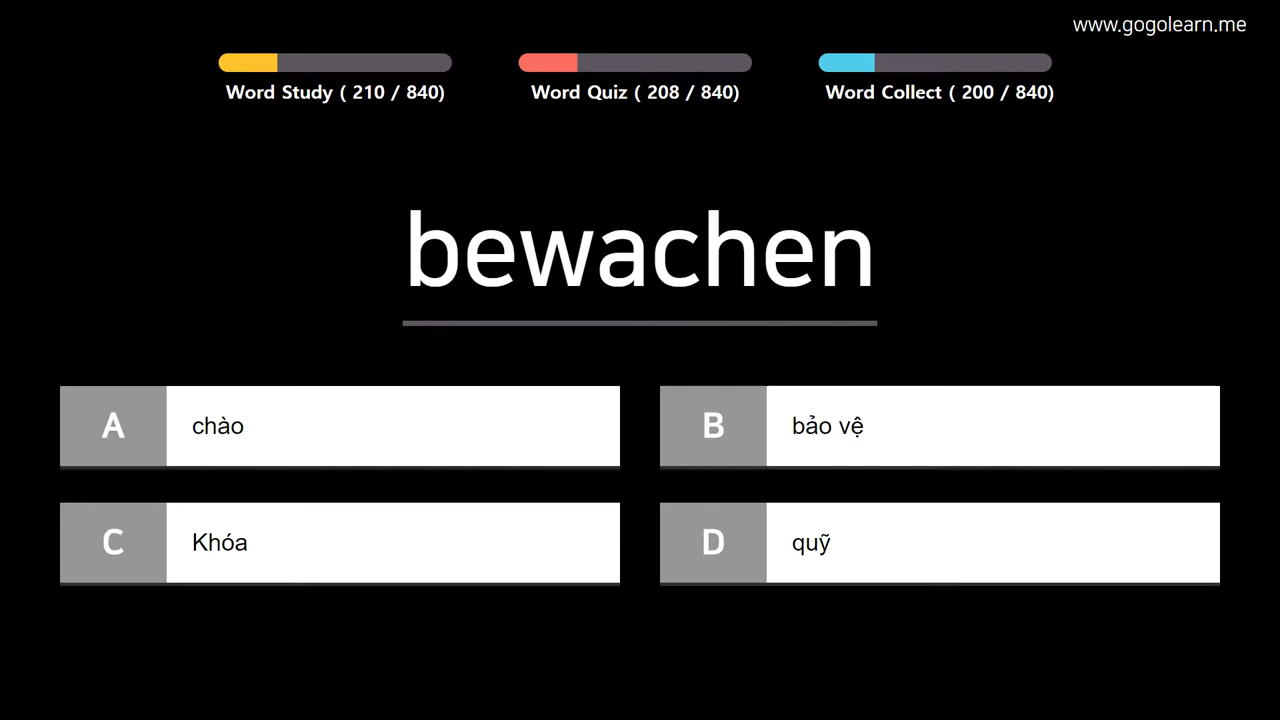 www.gogolearn.me
Word Study ( 210 / 840)
Word Quiz ( 208 / 840)
Word Collect ( 200 / 840)
bewachen
A
chào
B
bảo vệ
C
Khóa
D
quỹ